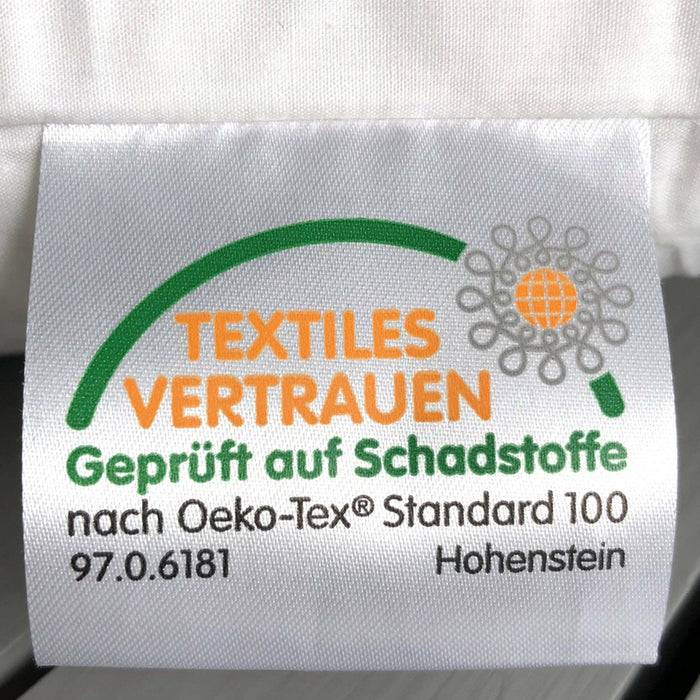 TEXTILES
VERTRAUEN
Geprüft auf Schadstoffe
nach Oeko-Tex® Standard 100
97.0.6181 Hohenstein